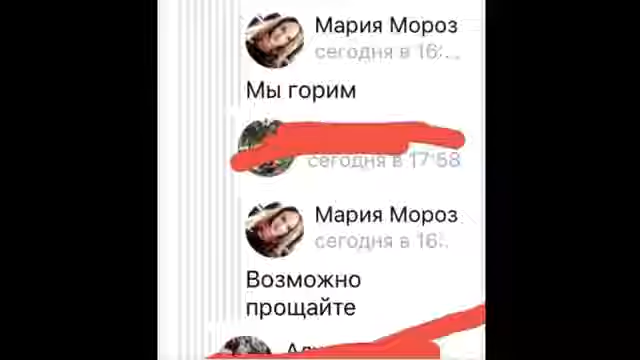 Мария Мороз
сегодня в 16:...
Мы горим
сегодня в 17:58
Мария Мороз
сегодня в 16:..
Возможно
прощайте